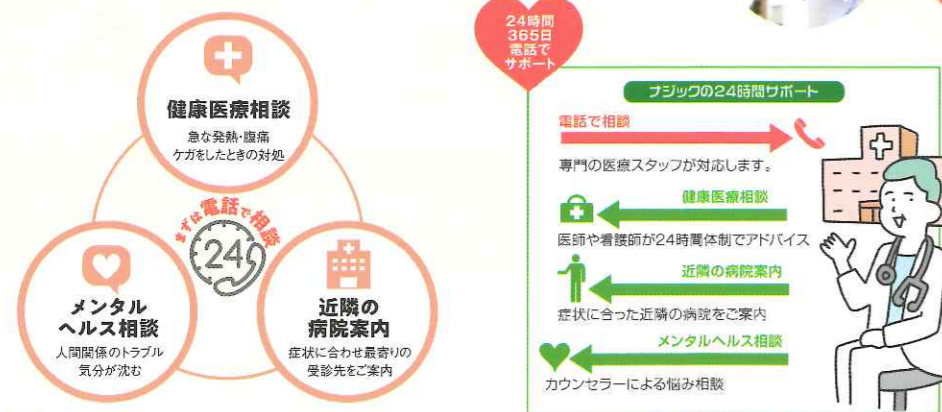 健康医療相談
急な発熱・腹痛
ケガをしたときの対処
まずは電話で相談
24
メンタル
ヘルス相談
人間関係のトラブル
気分が沈む
近隣の
病院案内
症状に合わせ最寄りの
受診先をご案内
24時間
365日
電話で
サポート
ナジックの24時間サポート
電話で相談
専門の医療スタッフが対応します。
健康医療相談
医師や看護師が24時間体制でアドバイス
近隣の病院案内
症状に合った近隣の病院をご案内
メンタルヘルス相談
カウンセラーによる悩み相談